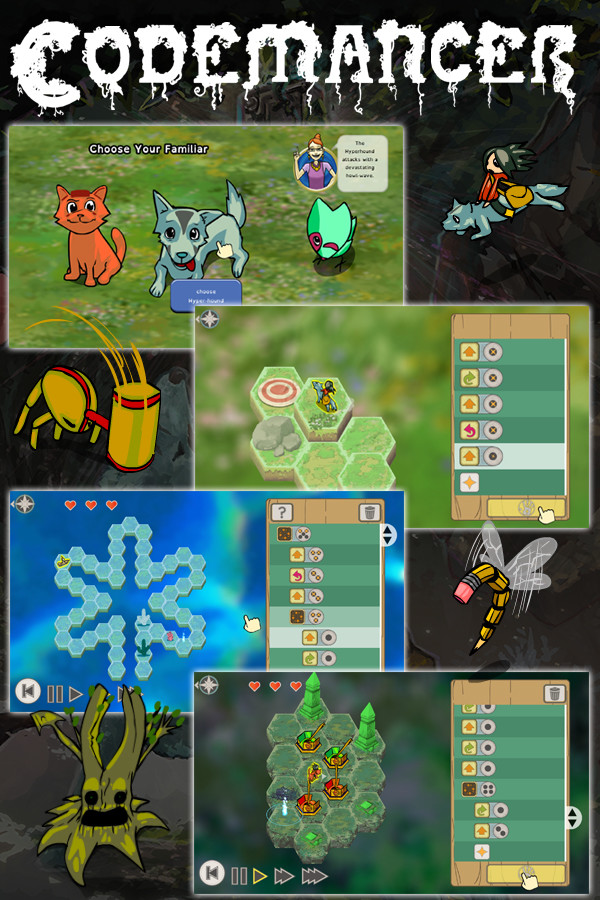 CODEMANCER
Choose Your Familiar
The
Hyperhound
attacks with a
devastating
howl-wave.
choose
Hyper-hound
?